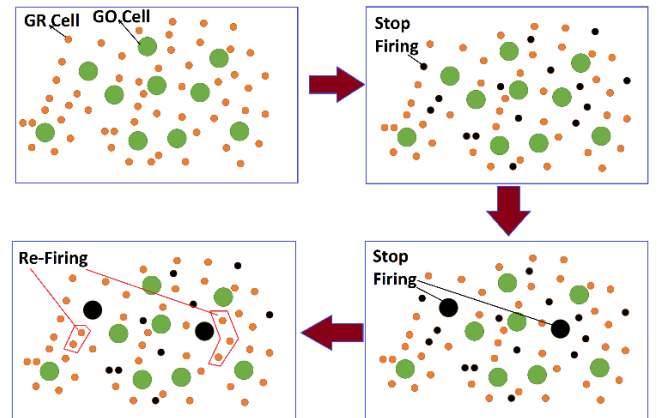 GR Cell
GO Cell
Stop
Firing
Re-Firing
Stop
Firing